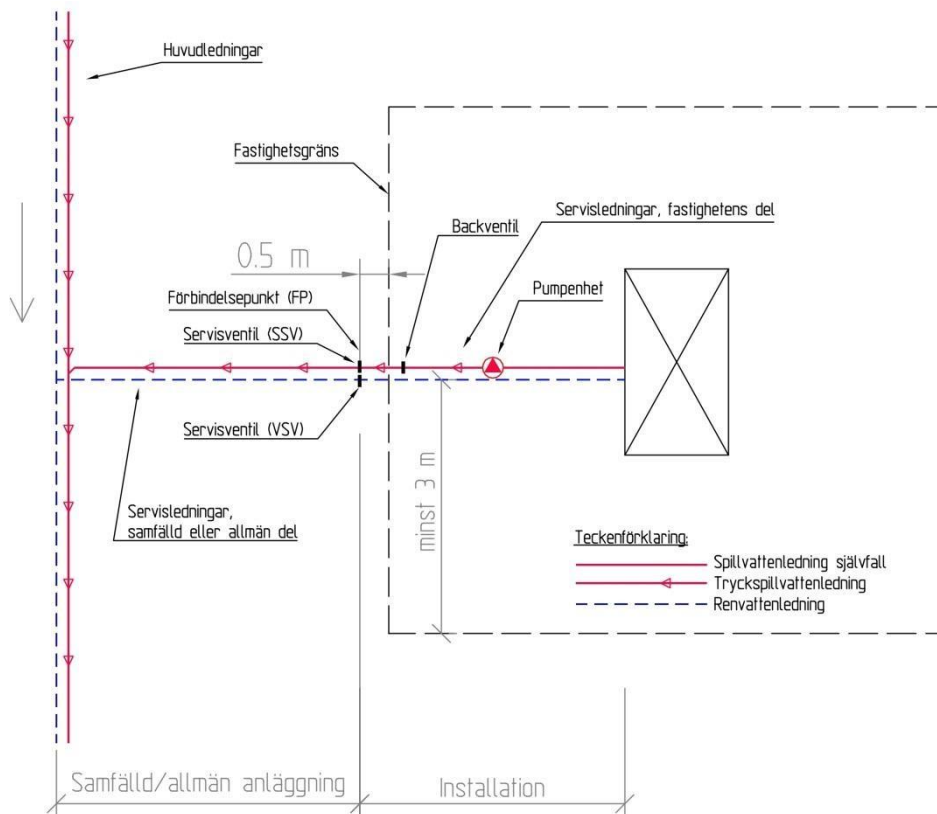 Huvudledningar
Fastighetsgräns
Servisledningar, fastighetens del
Backventil
0.5 m
Pumpenhet
Förbindelsepunkt (FP)
Servisventil (SSV)
Servisventil (VSV)
minst 3 m
Servisledningar,
samfälld eller allmän del
Teckenförklaring:
Spillvattenledning självfall
Tryckspillvattenledning
Renvattenledning
Samfälld/allmän anläggning
Installation